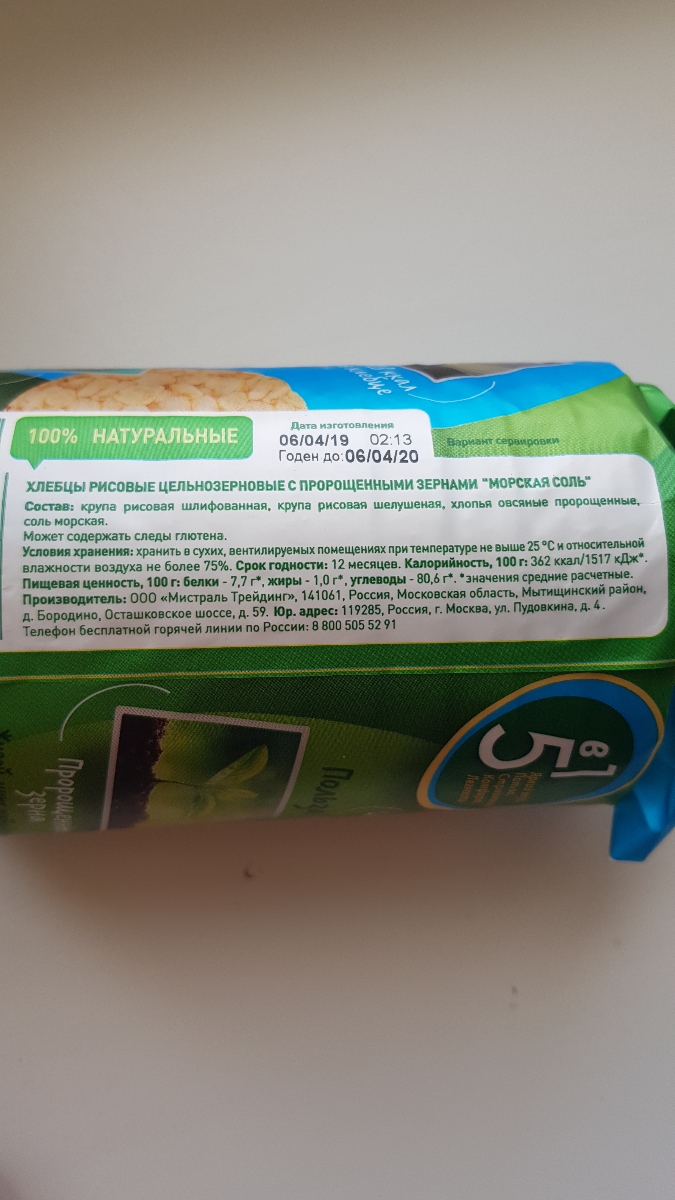 100% НАТУРАЛЬНЫЕ
Дата изготовления
06/04/19 02:13
Годен до:06/04/20
Вариант сервировки
ХЛЕБЦЫ РИСОВЫЕ ЦЕЛЬНОЗЕРНОВЫЕ С ПРОРОЩЕННЫМИ ЗЕРНАМИ "МОРСКАЯ СОЛЬ"
Состав: крупа рисовая шлифованная, крупа рисовая шелушеная, хлопья овсяные пророщенные,
соль морская.
Может содержать следы глютена.
Условия хранения: хранить в сухих, вентилируемых помещениях при температуре не выше 25 °C и относительной
влажности воздуха не более 75%. Срок годности: 12 месяцев. Калорийность, 100 г: 362 ккал/1517 кДж*.
Пищевая ценность, 100 г: белки - 7,7 г*, жиры - 1,0 г*, углеводы - 80,6 г*. *значения средние расчетные.
Производитель: ООО «Мистраль Трейдинг», 141061, Россия, Московская область, Мытищинский район,
д. Бородино, Осташковское шоссе, д. 59. Юр. адрес: 119285, Россия, г. Москва, ул. Пудовкина, д. 4.
Телефон бесплатной горячей линии по России: 8 800 505 52 91
5 в 1